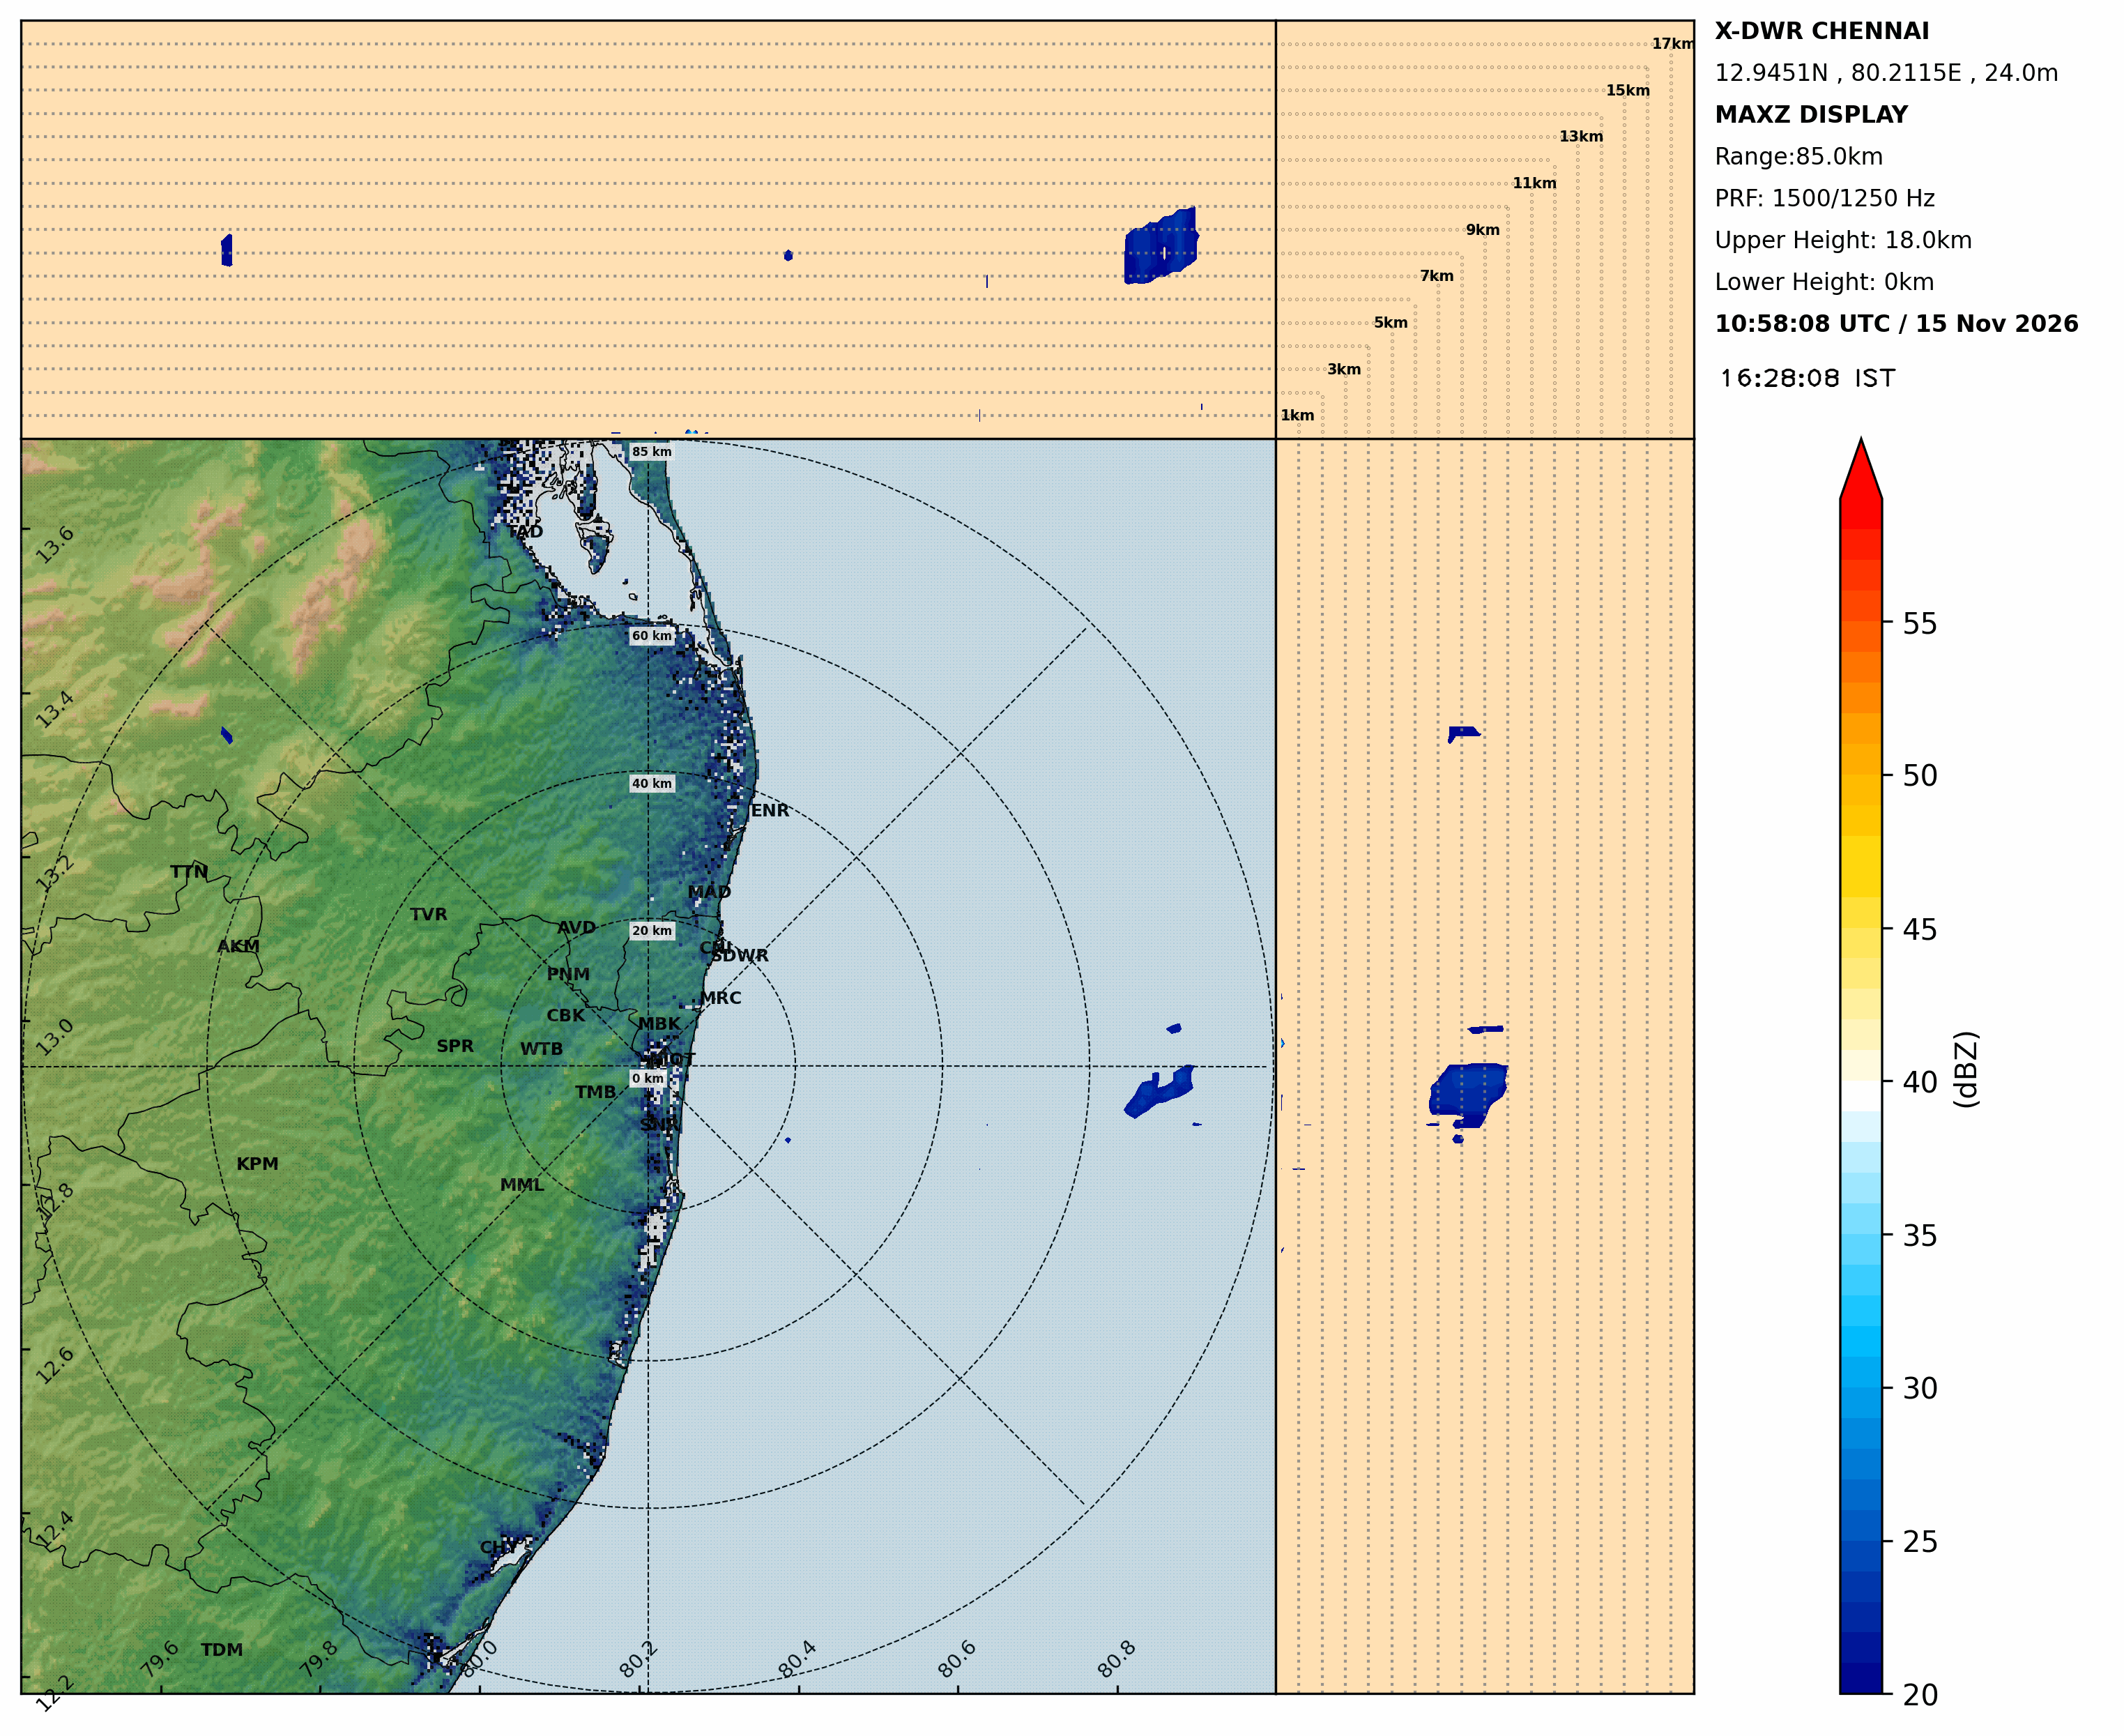 X-DWR CHENNAI
12.9451N , 80.2115E , 24.0m
MAXZ DISPLAY
Range:85.0km
PRF: 1500/1250 Hz
Upper Height: 18.0km
Lower Height: 0km
10:58:08 UTC / 15 Nov 2026
16:28:08 IST
17km
15km
13km
11km
9km
7km
5km
3km
1km
85 km
60 km
40 km
20 km
0 km
TAD
ENR
TTN
MAD
TVR
AVD
AKM
SDWR
PNM
MRC
CBK
MBK
SPR
WTB
TMB
SNR
KPM
MML
CHY
TDM
13.6
13.4
13.2
13.0
12.8
12.6
12.4
12.2
79.6
79.8
80.0
80.2
80.4
80.6
80.8
55
50
45
40
35
30
25
20
(dBZ)